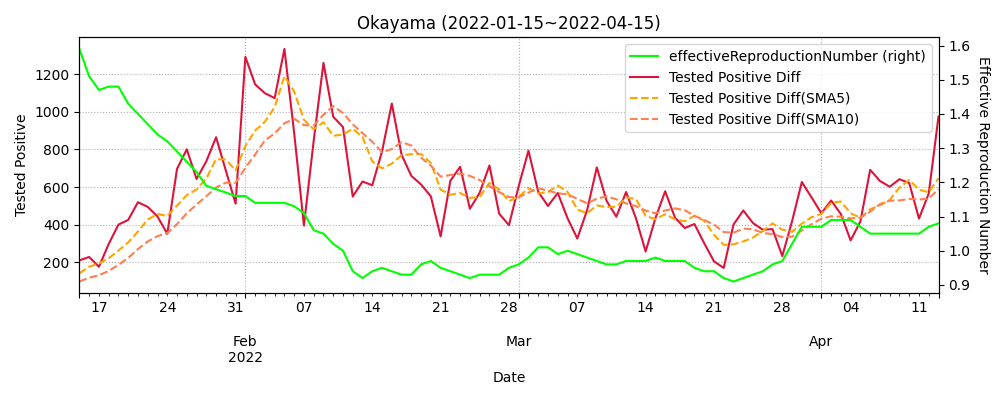 Okayama (2022-01-15~2022-04-15)
effectiveReproductionNumber (right)
Tested Positive Diff
Tested Positive Diff(SMA5)
Tested Positive Diff(SMA10)
Tested Positive
1200
1000
800
600
400
200
1.6
1.5
1.4
1.3
1.2
1.1
1.0
0.9
Effective Reproduction Number
17 24 31 07 14 21 28 07 14 21 28 04 11
Feb Mar Apr
2022
Date